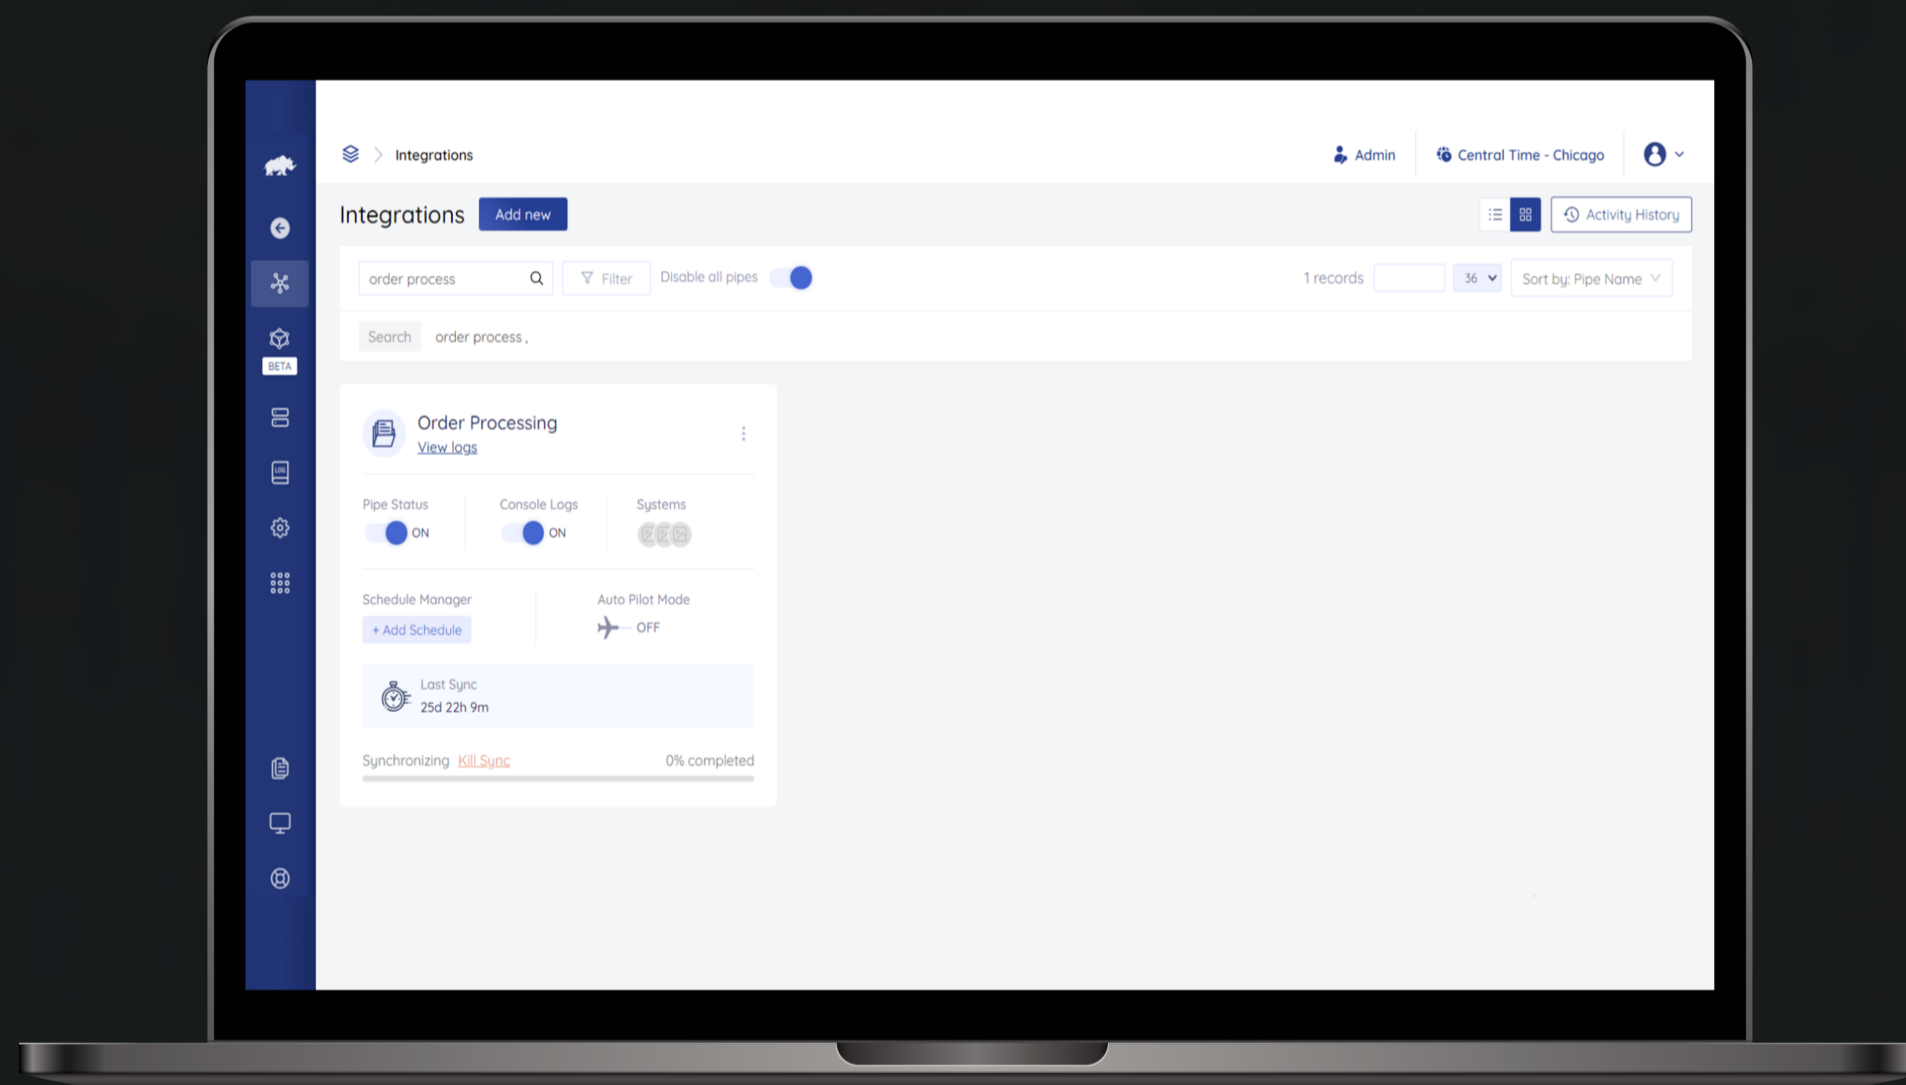 Integrations
Admin
Central Time - Chicago
Integrations
Add new
Activity History
order process
Filter
Disable all pipes
1 records
36
Sort by: Pipe Name
Search
order process ,
BETA
LOG
Order Processing
View logs
Pipe Status
Console Logs
Systems
ON
ON
Schedule Manager
Auto Pilot Mode
+ Add Schedule
OFF
Last Sync
25d 22h 9m
Synchronizing Kill Sync
0% completed